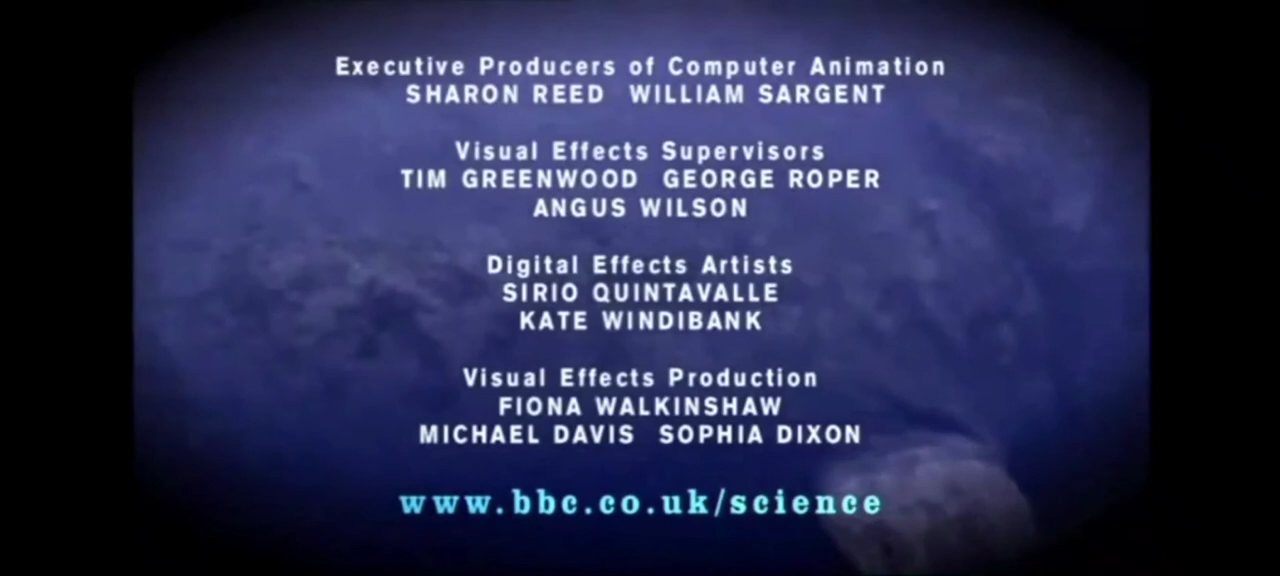 Executive Producers of Computer Animation
SHARON REED  WILLIAM SARGENT
Visual Effects Supervisors
TIM GREENWOOD  GEORGE ROPER
ANGUS WILSON
Digital Effects Artists
SIRIO QUINTAVALLE
KATE WINDIBANK
Visual Effects Production
FIONA WALKINSHAW
MICHAEL DAVIS  SOPHIA DIXON
www.bbc.co.uk/science